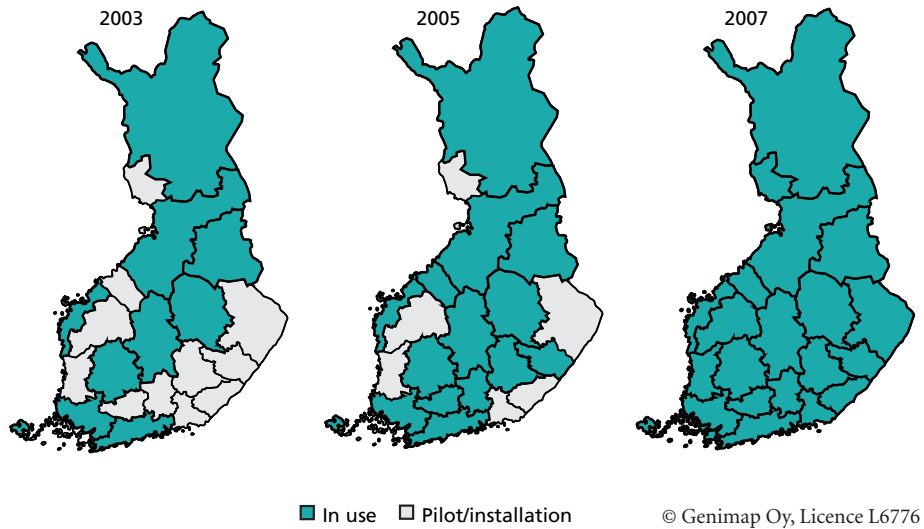 2003
2005
2007
In use
Pilot/installation
© Genimap Oy, Licence L6776